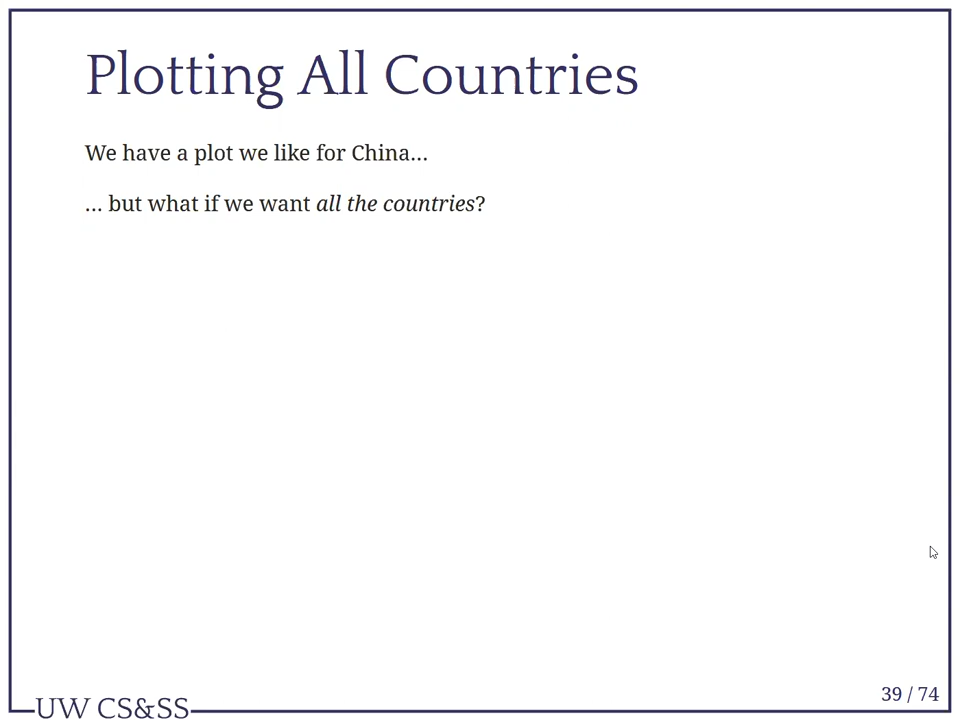 Plotting All Countries
We have a plot we like for China...
... but what if we want all the countries?
39 / 74
UW CS&SS